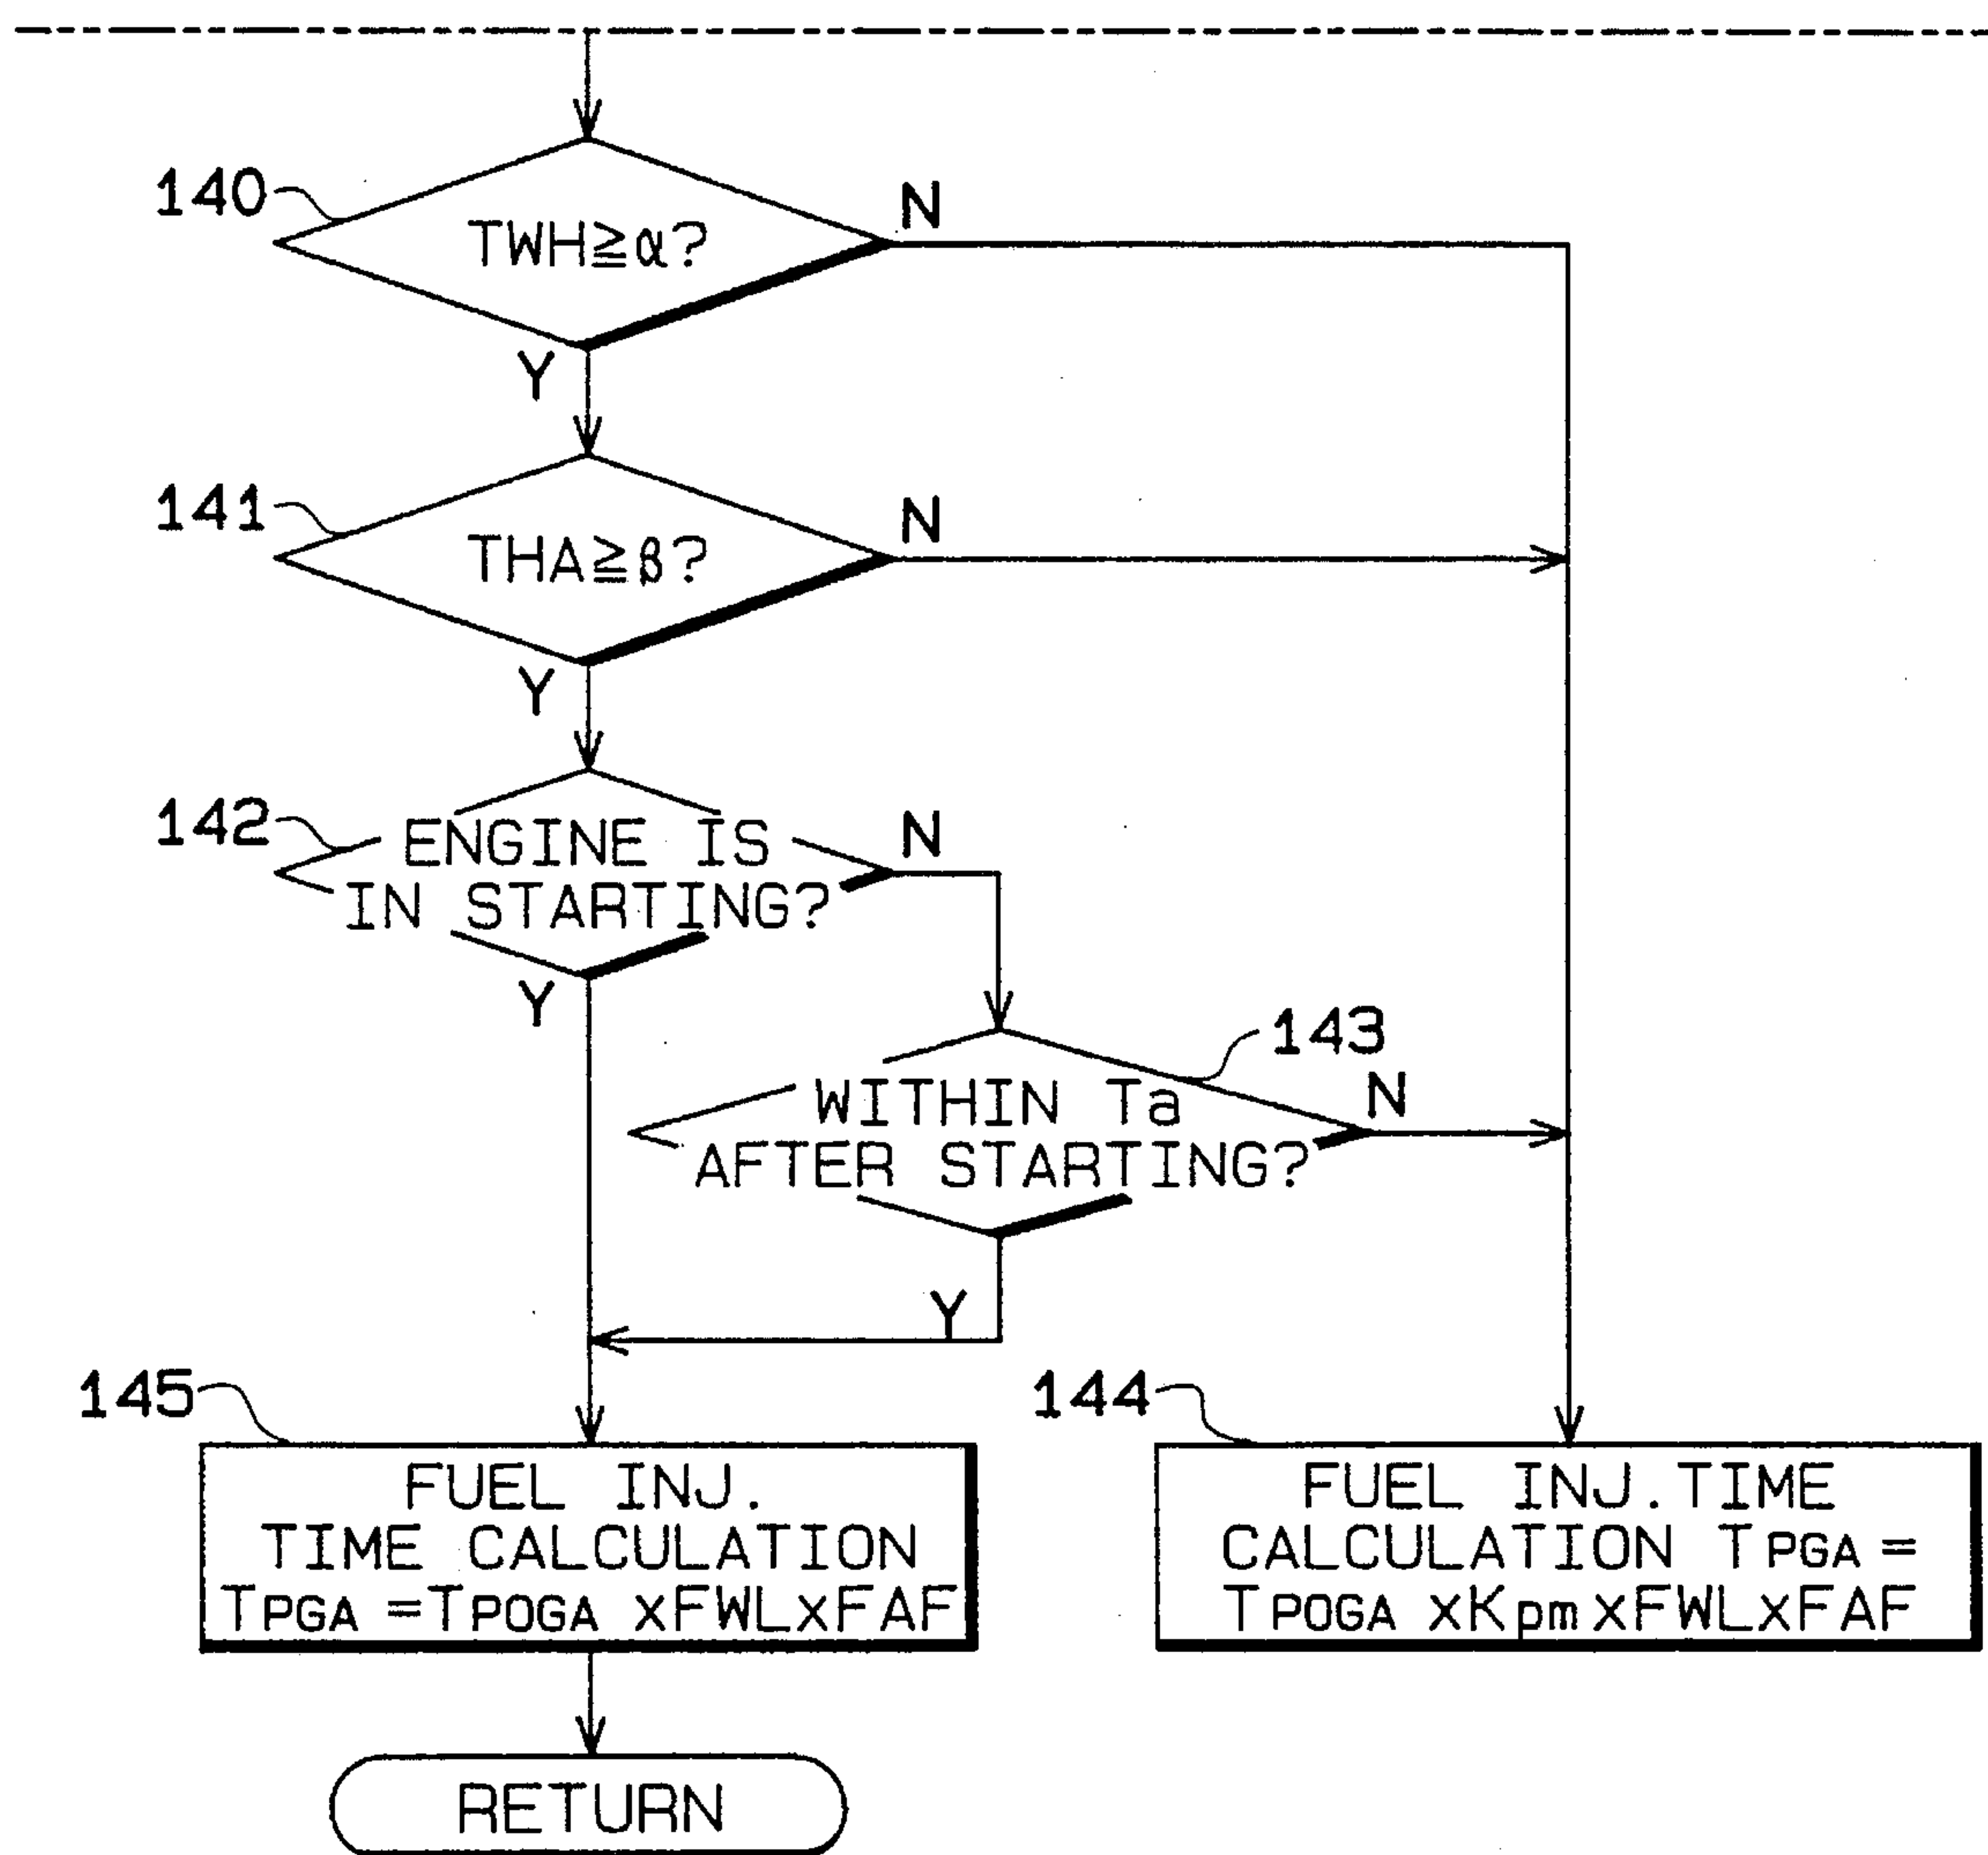 140
TWH≧α?
N
Y
141
THA≧β?
N
Y
142
ENGINE IS
IN STARTING?
N
Y
143
WITHIN Ta
AFTER STARTING?
N
Y
145
FUEL INJ.
TIME CALCULATION
TPGA =TPOGA xFWLxFAF
144
FUEL INJ.TIME
CALCULATION TPGA =
TPOGA xKpm xFWLxFAF
RETURN